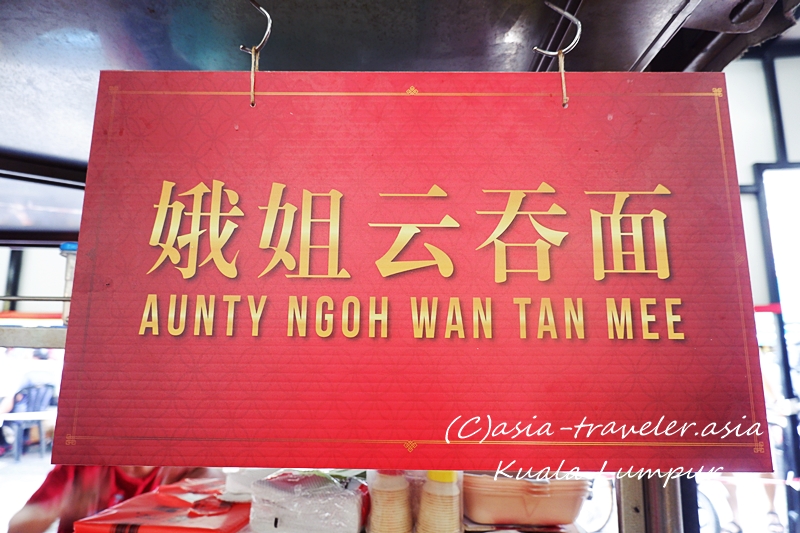 娥姐云吞面
AUNTY NGOH WAN TAN MEE
(C)asia-traveler.asia
Kuala Lumpur